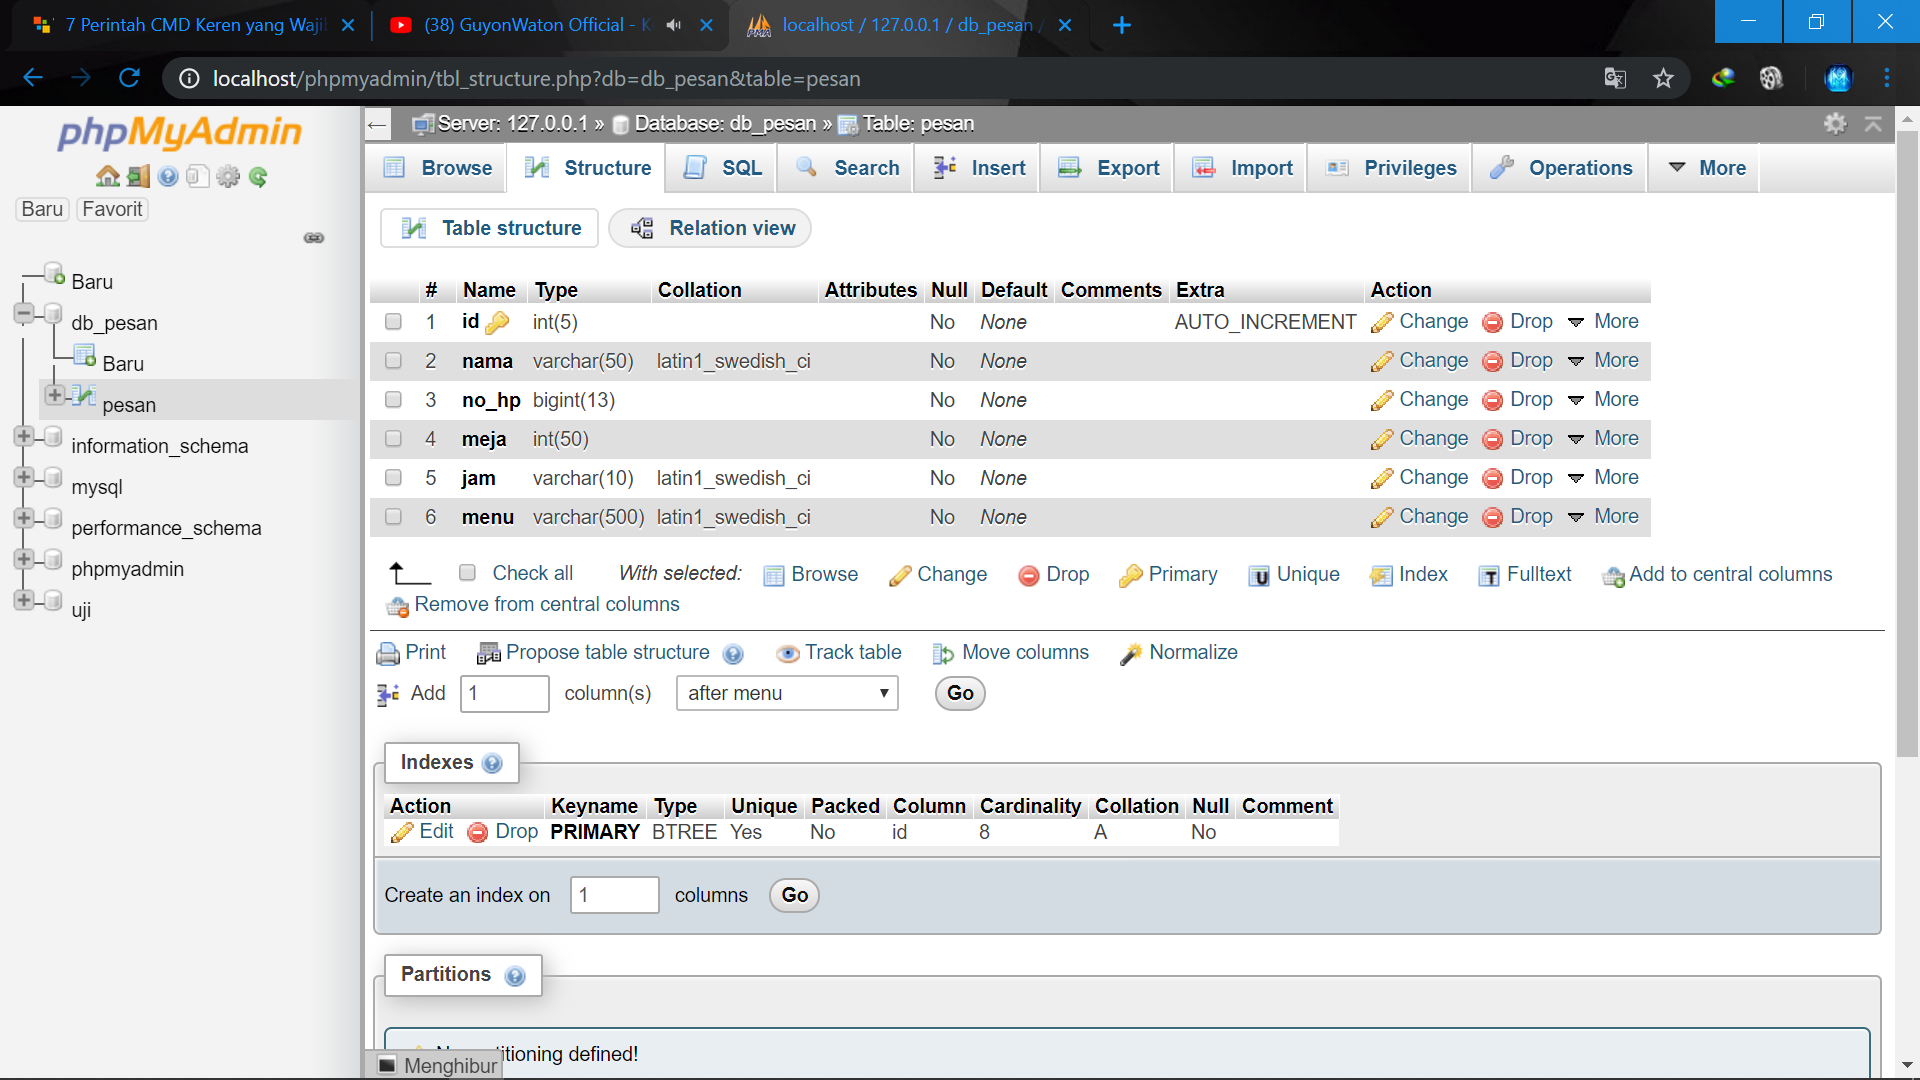 7 Perintah CMD Keren yang Waji
(38) GuyonWaton Official - K
localhost / 127.0.0.1 / db_pesan /
localhost/phpmyadmin/tbl_structure.php?db=db_pesan&table=pesan
phpMyAdmin
Baru Favorit
Baru
db_pesan
Baru
pesan
information_schema
mysql
performance_schema
phpmyadmin
uji
Server: 127.0.0.1 » Database: db_pesan » Table: pesan
Browse Structure SQL Search Insert Export Import Privileges Operations More
Table structure Relation view
# Name Type Collation Attributes Null Default Comments Extra Action
1 id int(5) No None AUTO_INCREMENT Change Drop More
2 nama varchar(50) latin1_swedish_ci No None Change Drop More
3 no_hp bigint(13) No None Change Drop More
4 meja int(50) No None Change Drop More
5 jam varchar(10) latin1_swedish_ci No None Change Drop More
6 menu varchar(500) latin1_swedish_ci No None Change Drop More
Check all With selected: Browse Change Drop Primary Unique Index Fulltext Add to central columns
Remove from central columns
Print Propose table structure Track table Move columns Normalize
Add 1 column(s) after menu Go
Indexes
Action Keyname Type Unique Packed Column Cardinality Collation Null Comment
Edit Drop PRIMARY BTREE Yes No id 8 A No
Create an index on 1 columns Go
Partitions
titioning defined!
Menghibur